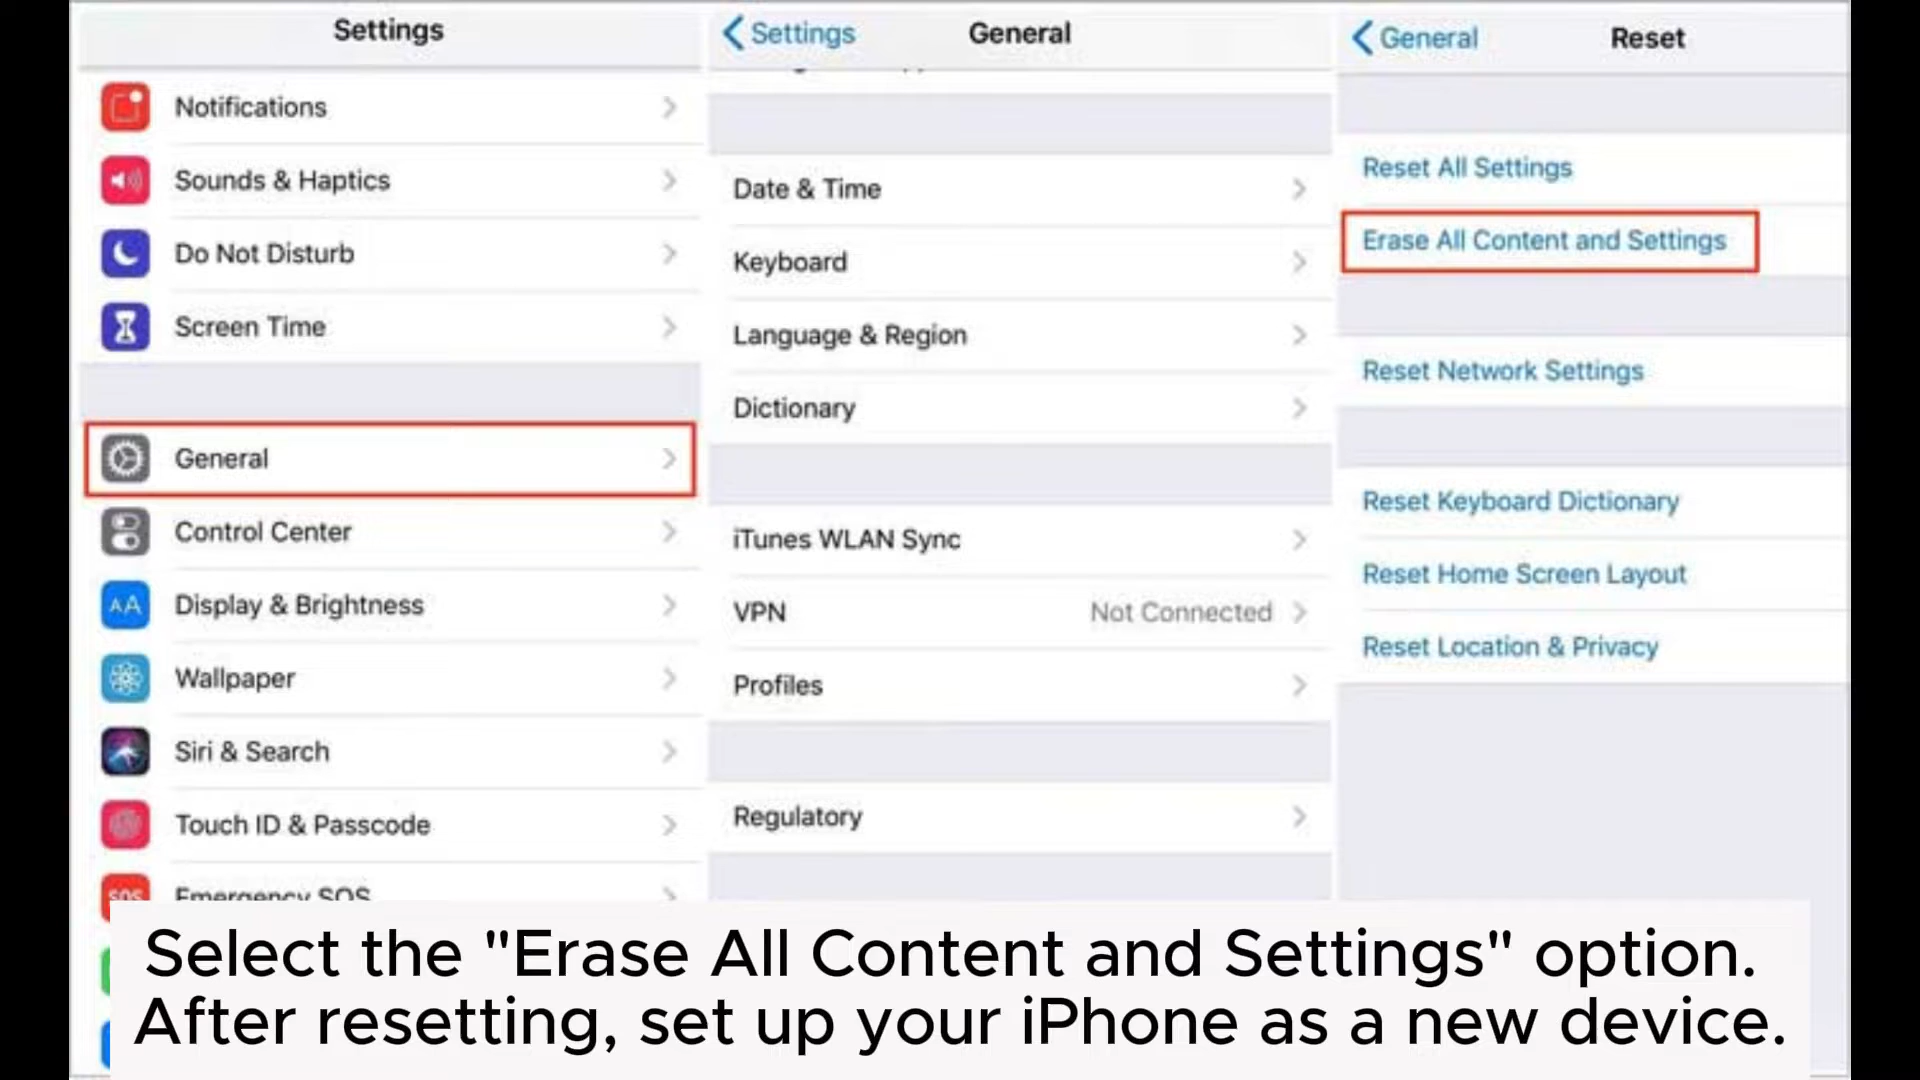 Settings
Notifications
Sounds & Haptics
Do Not Disturb
Screen Time
General
Control Center
AA Display & Brightness
Wallpaper
Siri & Search
Touch ID & Passcode
SOS Emergency SOS
Settings General
Date & Time
Keyboard
Language & Region
Dictionary
iTunes WLAN Sync
VPN Not Connected
Profiles
Regulatory
General Reset
Reset All Settings
Erase All Content and Settings
Reset Network Settings
Reset Keyboard Dictionary
Reset Home Screen Layout
Reset Location & Privacy
Select the "Erase All Content and Settings" option.
After resetting, set up your iPhone as a new device.